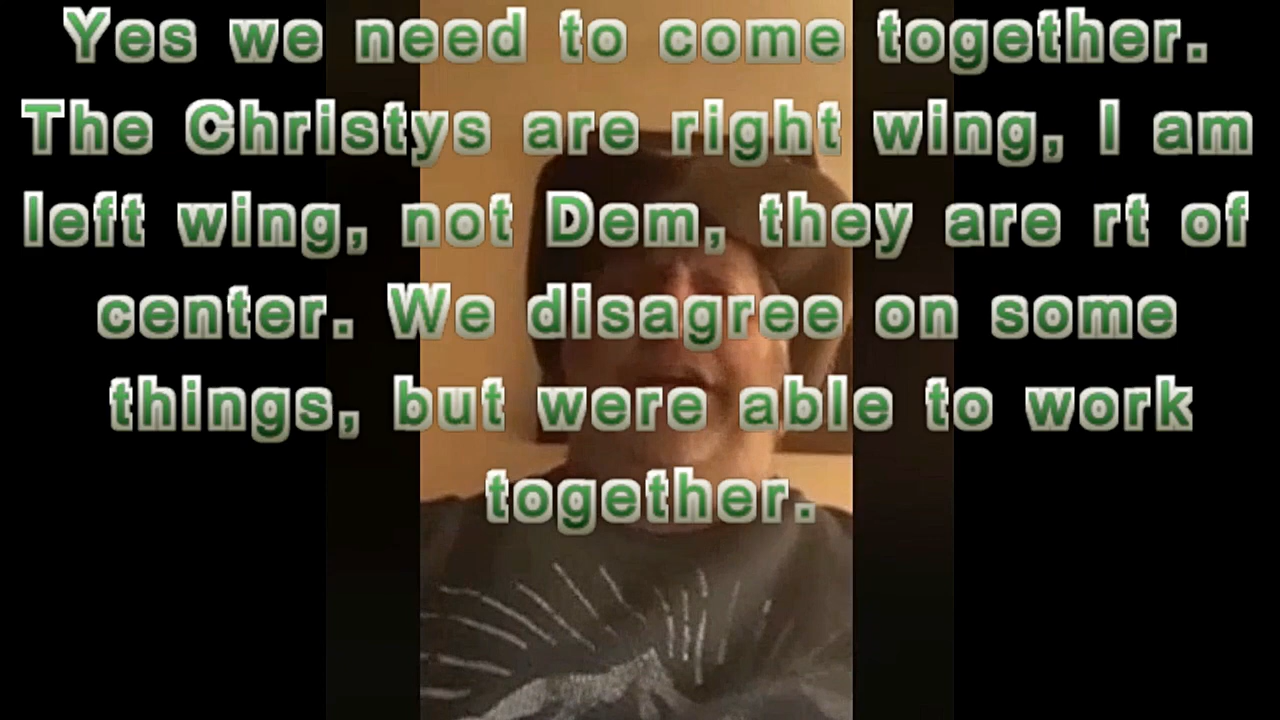 Yes we need to come together.
The Christys are right wing, I am
left wing, not Dem, they are rt of
center. We disagree on some
things, but were able to work
together.